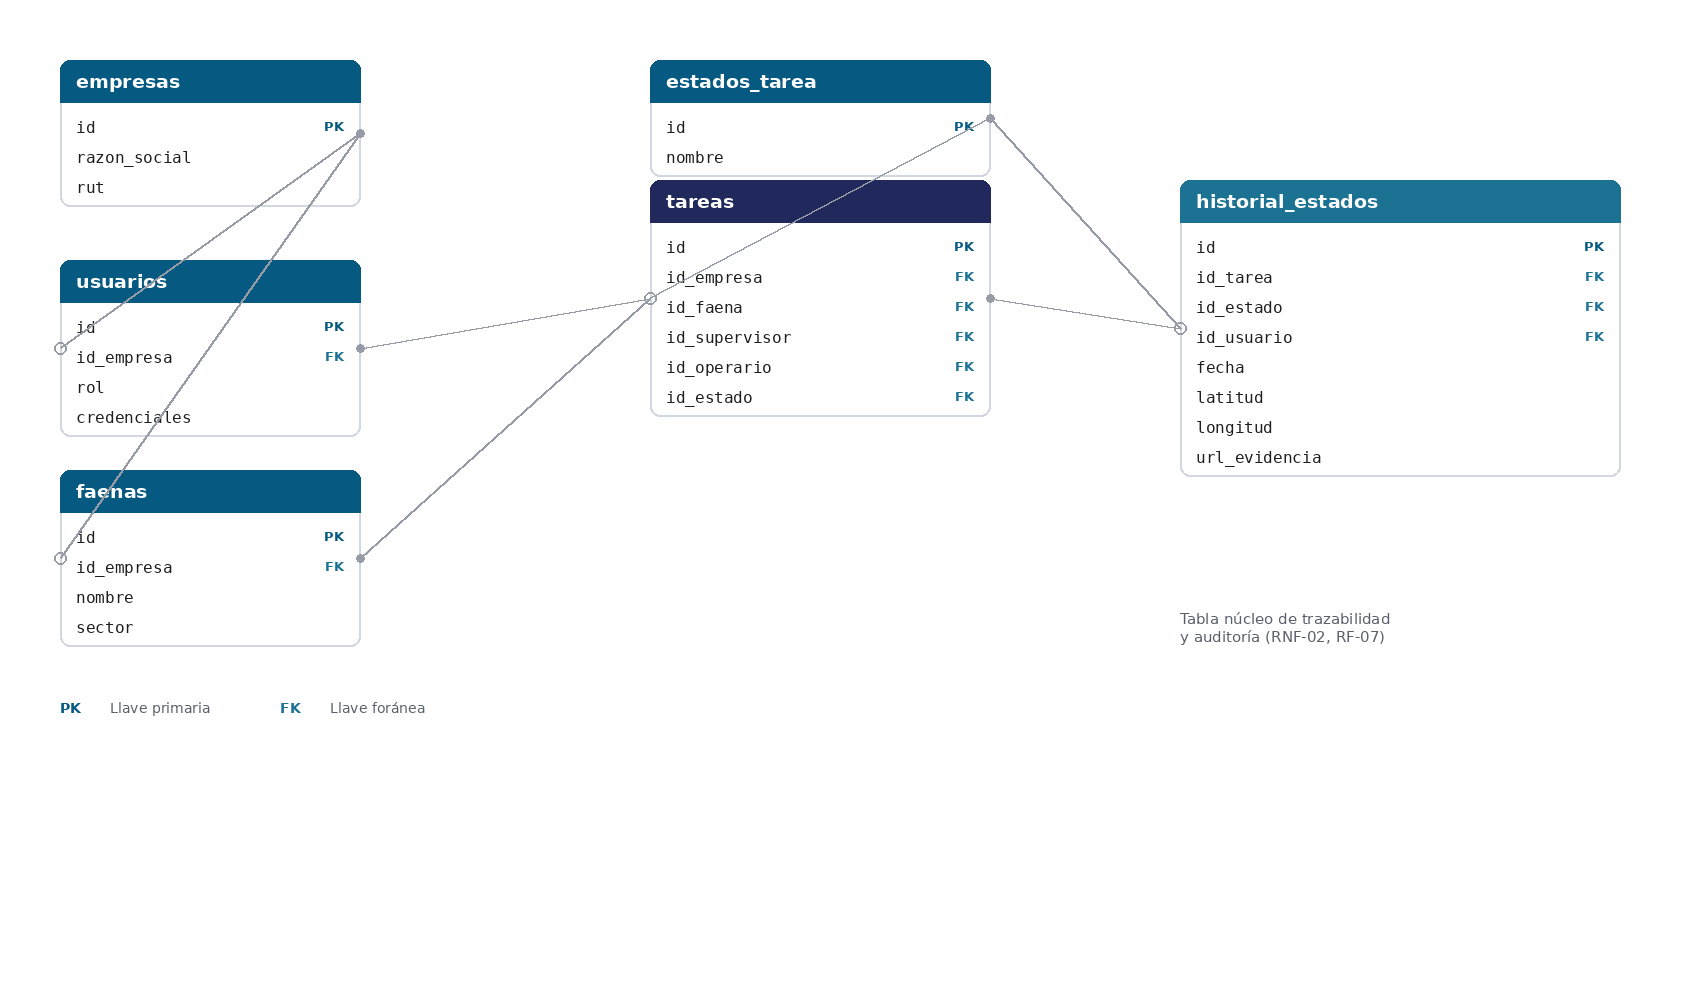 empresas
id PK
razon_social
rut
usuarios
id PK
id_empresa FK
rol
credenciales
faenas
id PK
id_empresa FK
nombre
sector
estados_tarea
id PK
nombre
tareas
id PK
id_empresa FK
id_faena FK
id_supervisor FK
id_operario FK
id_estado FK
historial_estados
id PK
id_tarea FK
id_estado FK
id_usuario FK
fecha
latitud
longitud
url_evidencia
Tabla núcleo de trazabilidad
y auditoría (RNF-02, RF-07)
PK Llave primaria FK Llave foránea